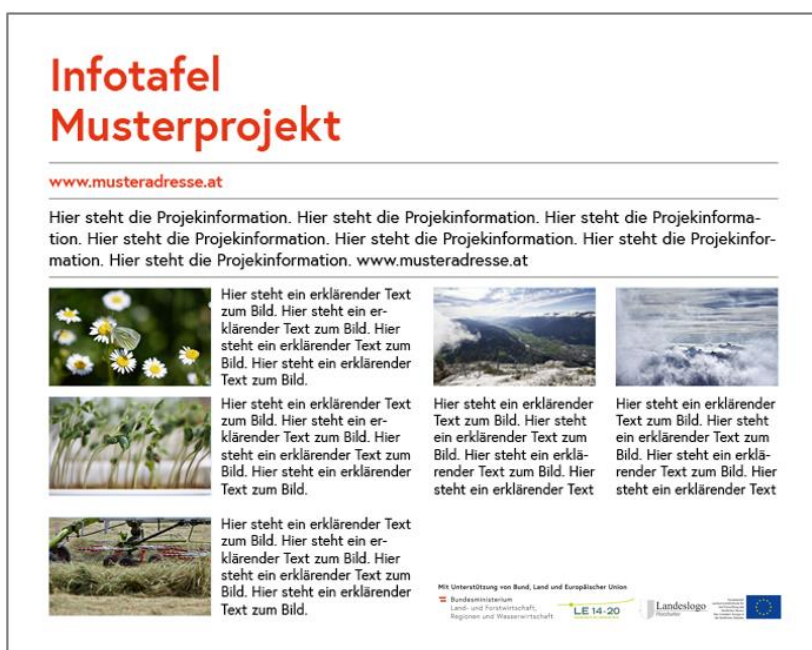 Infotafel
Musterprojekt
www.musteradresse.at
Hier steht die Projekinformation. Hier steht die Projekinformation. Hier steht die Projekinforma-
tion. Hier steht die Projekinformation. Hier steht die Projekinformation. Hier steht die Projekinfor-
mation. Hier steht die Projekinformation. www.musteradresse.at
Hier steht ein erklärender Text
zum Bild. Hier steht ein er-
klärender Text zum Bild. Hier
steht ein erklärender Text zum
Bild. Hier steht ein erklärender
Text zum Bild.
Hier steht ein erklärender Text
zum Bild. Hier steht ein er-
klärender Text zum Bild. Hier
steht ein erklärender Text zum
Bild. Hier steht ein erklärender
Text zum Bild.
Hier steht ein erklärender Text
zum Bild. Hier steht ein er-
klärender Text zum Bild. Hier
steht ein erklärender Text zum
Bild. Hier steht ein erklärender
Text zum Bild.
Hier steht ein erklärender
Text zum Bild. Hier steht
ein erklärender Text zum
Bild. Hier steht ein erklä-
render Text zum Bild. Hier
steht ein erklärender Text
Hier steht ein erklärender
Text zum Bild. Hier steht
ein erklärender Text zum
Bild. Hier steht ein erklä-
render Text zum Bild. Hier
steht ein erklärender Text
Mit Unterstützung von Bund, Land und Europäischer Union
Bundesministerium
Land- und Forstwirtschaft,
Regionen und Wasserwirtschaft
LE 14-20
Landeslogo
Platzhalter